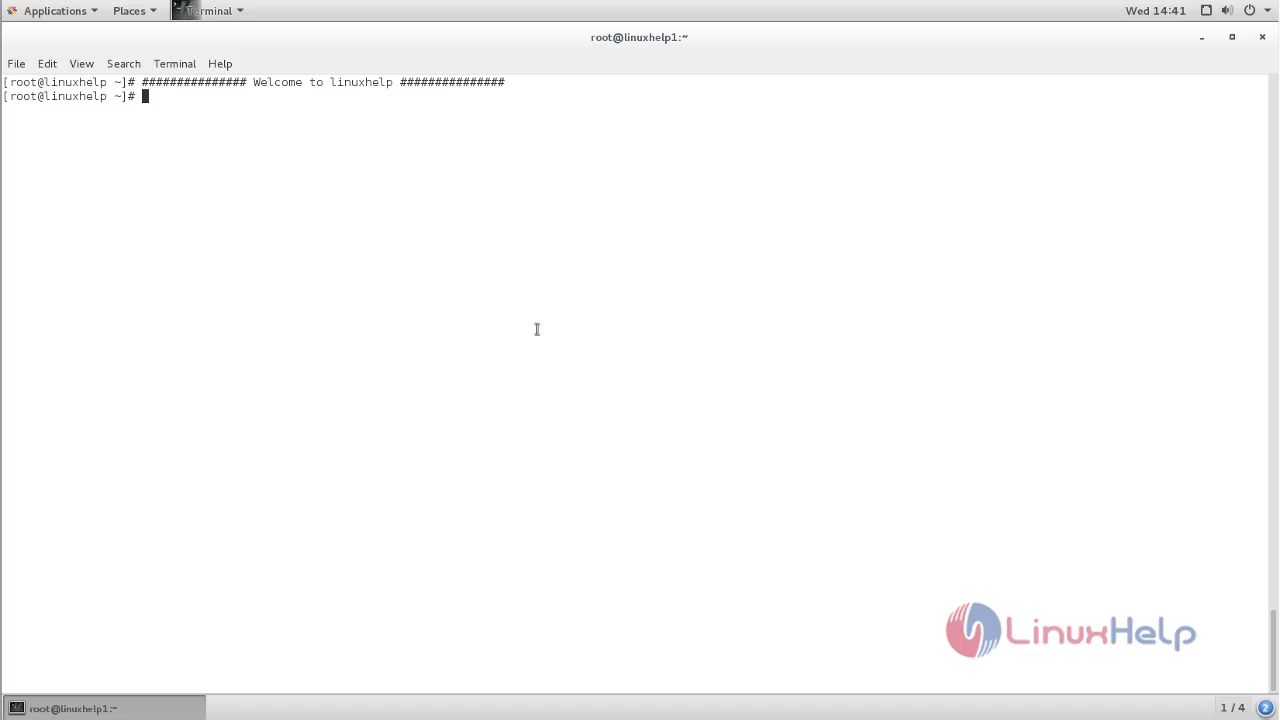 Applications Places Terminal Wed 14:41
root@linuxhelp1:~
File Edit View Search Terminal Help
[root@linuxhelp ~]# ############### Welcome to linuxhelp ###############
[root@linuxhelp ~]#
LinuxHelp
root@linuxhelp1:~ 1 / 4 2